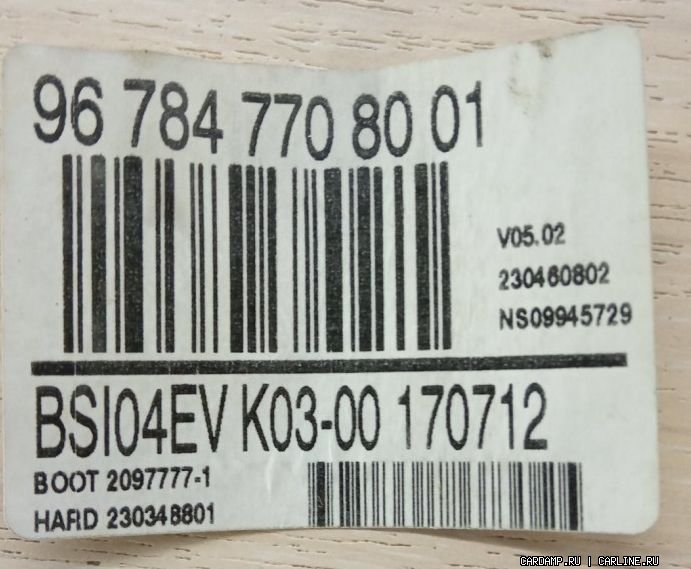 96 784 770 80 01
V05.02
230460802
NS09945729
BSI04EV K03-00 170712
BOOT 2097777-1
HARD 230348801
CARDAMP.RU | CARLINE.RU